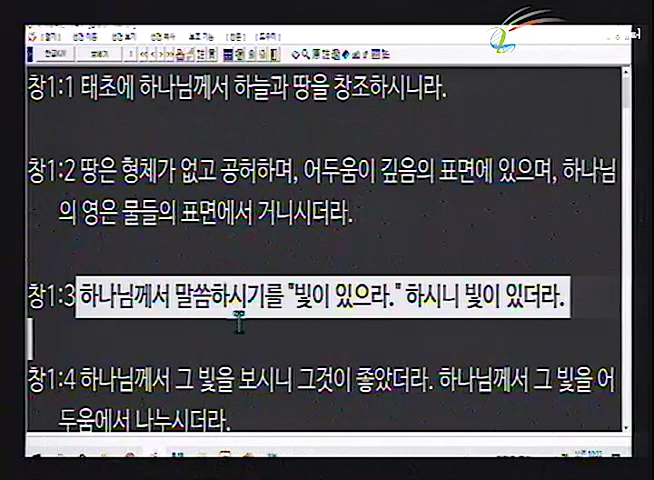 창1:1 태초에 하나님께서 하늘과 땅을 창조하시니라.
창1:2 땅은 형체가 없고 공허하며, 어두움이 깊음의 표면에 있으며, 하나님
의 영은 물들의 표면에서 거니시더라.
창1:3 하나님께서 말씀하시기를 "빛이 있으라." 하시니 빛이 있더라.
창1:4 하나님께서 그 빛을 보시니 그것이 좋았더라. 하나님께서 그 빛을 어
두움에서 나누시더라.